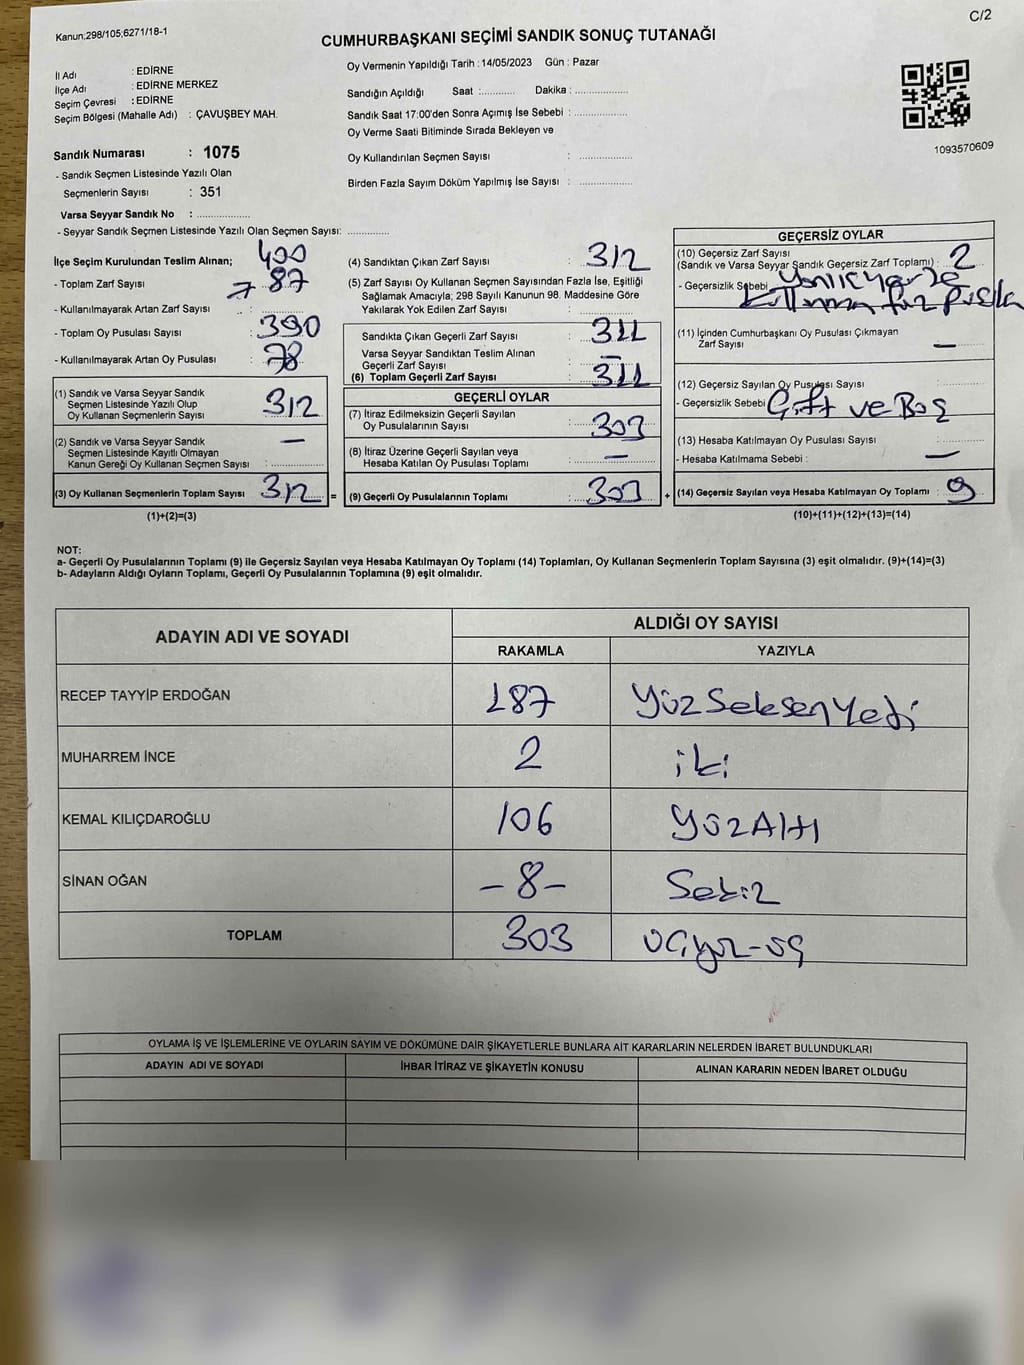 C/2
Kanun;298/105;6271/18-1
CUMHURBAŞKANI SEÇİMİ SANDIK SONUÇ TUTANAĞI
İl Adı : EDİRNE
İlçe Adı : EDİRNE MERKEZ
Seçim Çevresi : EDİRNE
Seçim Bölgesi (Mahalle Adı) : ÇAVUŞBEY MAH.
Sandık Numarası : 1075
- Sandık Seçmen Listesinde Yazılı Olan
Seçmenlerin Sayısı : 351
Varsa Seyyar Sandık No : ..................
- Seyyar Sandık Seçmen Listesinde Yazılı Olan Seçmen Sayısı: ..............
Oy Vermenin Yapıldığı Tarih : 14/05/2023 Gün : Pazar
Sandığın Açıldığı Saat :............ Dakika : ..................
Sandık Saat 17:00'den Sonra Açımış İse Sebebi : ..................
Oy Verme Saati Bitiminde Sırada Bekleyen ve
Oy Kullandırılan Seçmen Sayısı : ..................
Birden Fazla Sayım Döküm Yapılmış İse Sayısı : ..................
1093570609
İlçe Seçim Kurulundan Teslim Alınan; 400
- Toplam Zarf Sayısı 87
- Kullanılmayarak Artan Zarf Sayısı :
- Toplam Oy Pusulası Sayısı : 390
- Kullanılmayarak Artan Oy Pusulası : 78
(1) Sandık ve Varsa Seyyar Sandık
Seçmen Listesinde Yazılı Olup
Oy Kullanan Seçmenlerin Sayısı : 312
(2) Sandık ve Varsa Seyyar Sandık
Seçmen Listesinde Kayıtlı Olmayan
Kanun Gereği Oy Kullanan Seçmen Sayısı : —
(3) Oy Kullanan Seçmenlerin Toplam Sayısı : 312 =
(1)+(2)=(3)
(4) Sandıktan Çıkan Zarf Sayısı : 312
(5) Zarf Sayısı Oy Kullanan Seçmen Sayısından Fazla İse, Eşitliği
Sağlamak Amacıyla; 298 Sayılı Kanunun 98. Maddesine Göre
Yakılarak Yok Edilen Zarf Sayısı :
Sandıkta Çıkan Geçerli Zarf Sayısı : 311
Varsa Seyyar Sandıktan Teslim Alınan
Geçerli Zarf Sayısı : —
(6) Toplam Geçerli Zarf Sayısı : 311
GEÇERLİ OYLAR
(7) İtiraz Edilmeksizin Geçerli Sayılan
Oy Pusulalarının Sayısı : 303
(8) İtiraz Üzerine Geçerli Sayılan veya
Hesaba Katılan Oy Pusulası Toplamı : —
(9) Geçerli Oy Pusulalarının Toplamı : 303 +
GEÇERSİZ OYLAR
(10) Geçersiz Zarf Sayısı
(Sandık ve Varsa Seyyar Sandık Geçersiz Zarf Toplamı) : 2
- Geçersizlik Sebebi
(11) İçinden Cumhurbaşkanı Oy Pusulası Çıkmayan
Zarf Sayısı : —
(12) Geçersiz Sayılan Oy Pusulası Sayısı :
- Geçersizlik Sebebi Çift ve Boş
(13) Hesaba Katılmayan Oy Pusulası Sayısı :
- Hesaba Katılmama Sebebi : —
(14) Geçersiz Sayılan veya Hesaba Katılmayan Oy Toplamı : 9
(10)+(11)+(12)+(13)=(14)
NOT:
a- Geçerli Oy Pusulalarının Toplamı (9) ile Geçersiz Sayılan veya Hesaba Katılmayan Oy Toplamı (14) Toplamları, Oy Kullanan Seçmenlerin Toplam Sayısına (3) eşit olmalıdır. (9)+(14)=(3)
b- Adayların Aldığı Oyların Toplamı, Geçerli Oy Pusulalarının Toplamına (9) eşit olmalıdır.
ADAYIN ADI VE SOYADI ALDIĞI OY SAYISI
RAKAMLA YAZIYLA
RECEP TAYYİP ERDOĞAN 187 YüzSeksenYedi
MUHARREM İNCE 2 iki
KEMAL KILIÇDAROĞLU 106 YüzAltı
SİNAN OĞAN -8- Sekiz
TOPLAM 303 üçyüz-üç
OYLAMA İŞ VE İŞLEMLERİNE VE OYLARIN SAYIM VE DÖKÜMÜNE DAİR ŞİKAYETLERLE BUNLARA AİT KARARLARIN NELERDEN İBARET BULUNDUKLARI
ADAYIN ADI VE SOYADI İHBAR İTİRAZ VE ŞİKAYETİN KONUSU ALINAN KARARIN NEDEN İBARET OLDUĞU